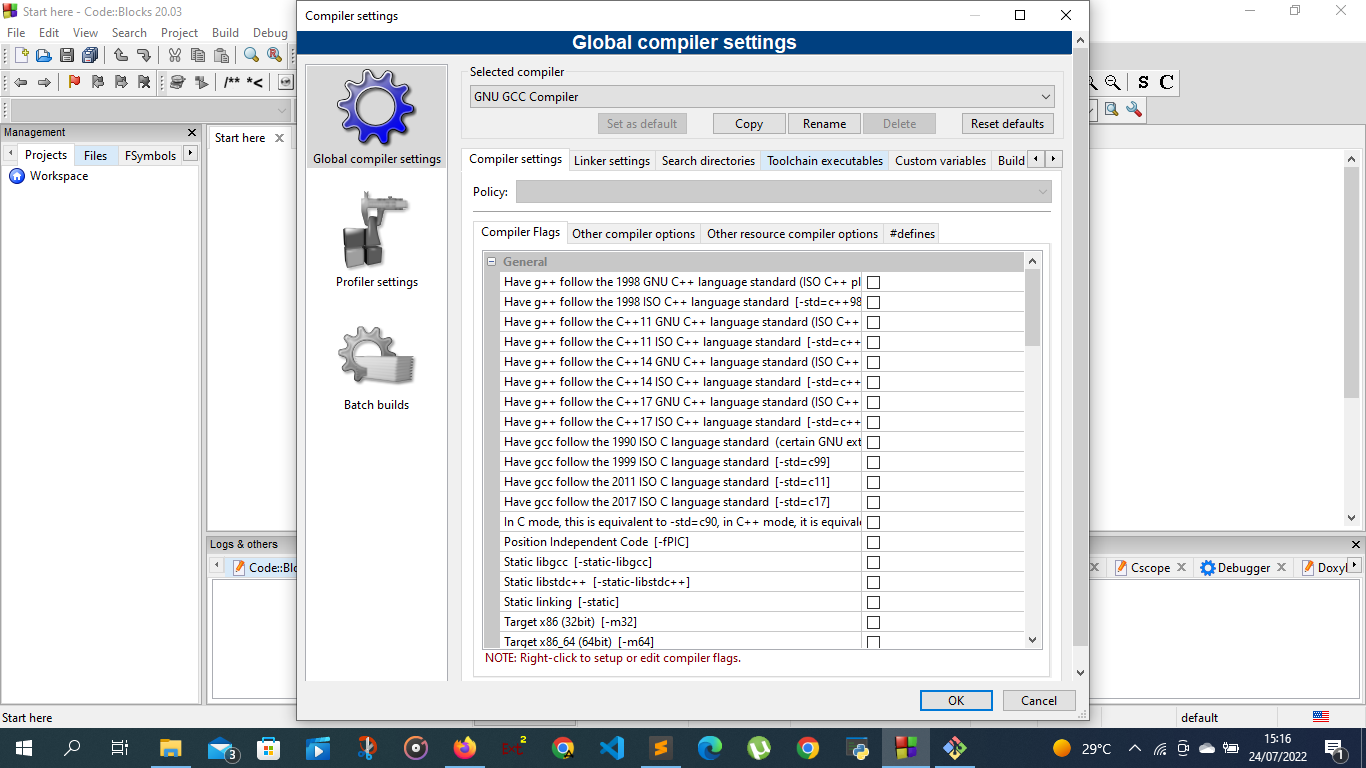 Start here - Code::Blocks 20.03
File Edit View Search Project Build Debug
/** *<
S C
Management
Projects Files FSymbols
Workspace
Start here
Compiler settings
Global compiler settings
Global compiler settings
Profiler settings
Batch builds
Selected compiler
GNU GCC Compiler
Set as default Copy Rename Delete Reset defaults
Compiler settings Linker settings Search directories Toolchain executables Custom variables Build
Policy:
Compiler Flags Other compiler options Other resource compiler options #defines
General
Have g++ follow the 1998 GNU C++ language standard (ISO C++ pl
Have g++ follow the 1998 ISO C++ language standard [-std=c++98
Have g++ follow the C++11 GNU C++ language standard (ISO C++
Have g++ follow the C++11 ISO C++ language standard [-std=c++
Have g++ follow the C++14 GNU C++ language standard (ISO C++
Have g++ follow the C++14 ISO C++ language standard [-std=c++
Have g++ follow the C++17 GNU C++ language standard (ISO C++
Have g++ follow the C++17 ISO C++ language standard [-std=c++
Have gcc follow the 1990 ISO C language standard (certain GNU ext
Have gcc follow the 1999 ISO C language standard [-std=c99]
Have gcc follow the 2011 ISO C language standard [-std=c11]
Have gcc follow the 2017 ISO C language standard [-std=c17]
In C mode, this is equivalent to -std=c90, in C++ mode, it is equivale
Position Independent Code [-fPIC]
Static libgcc [-static-libgcc]
Static libstdc++ [-static-libstdc++]
Static linking [-static]
Target x86 (32bit) [-m32]
Target x86_64 (64bit) [-m64]
NOTE: Right-click to setup or edit compiler flags.
OK Cancel
Logs & others
Code::Blo
Cscope Debugger Doxyl
Start here
default
3
2
29°C
15:16
24/07/2022
1